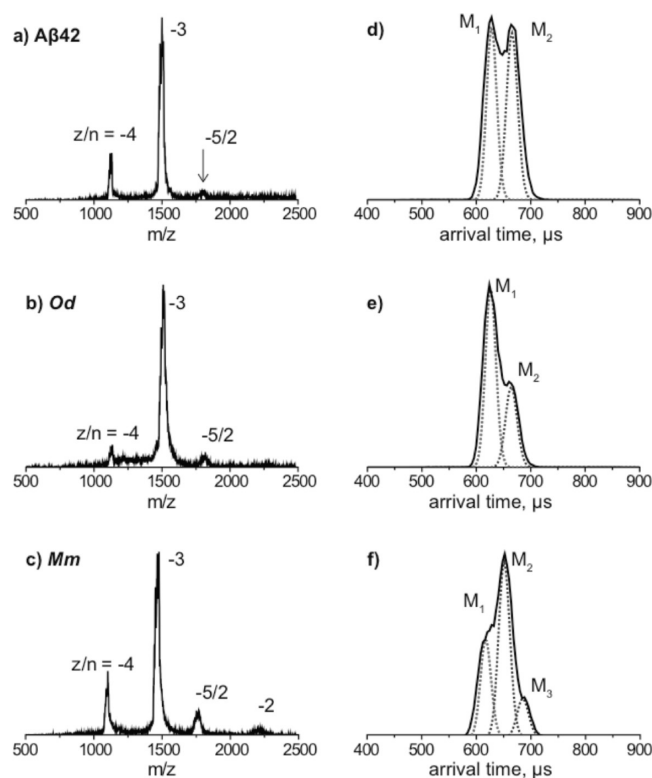 a) Aβ42
-3
z/n = -4
-5/2
500 1000 1500 2000 2500
m/z
d)
M1
M2
400 500 600 700 800 900
arrival time, µs
b) Od
-3
z/n = -4
-5/2
500 1000 1500 2000 2500
m/z
e)
M1
M2
400 500 600 700 800 900
arrival time, µs
c) Mm
-3
z/n = -4
-5/2
-2
500 1000 1500 2000 2500
m/z
f)
M2
M1
M3
400 500 600 700 800 900
arrival time, µs